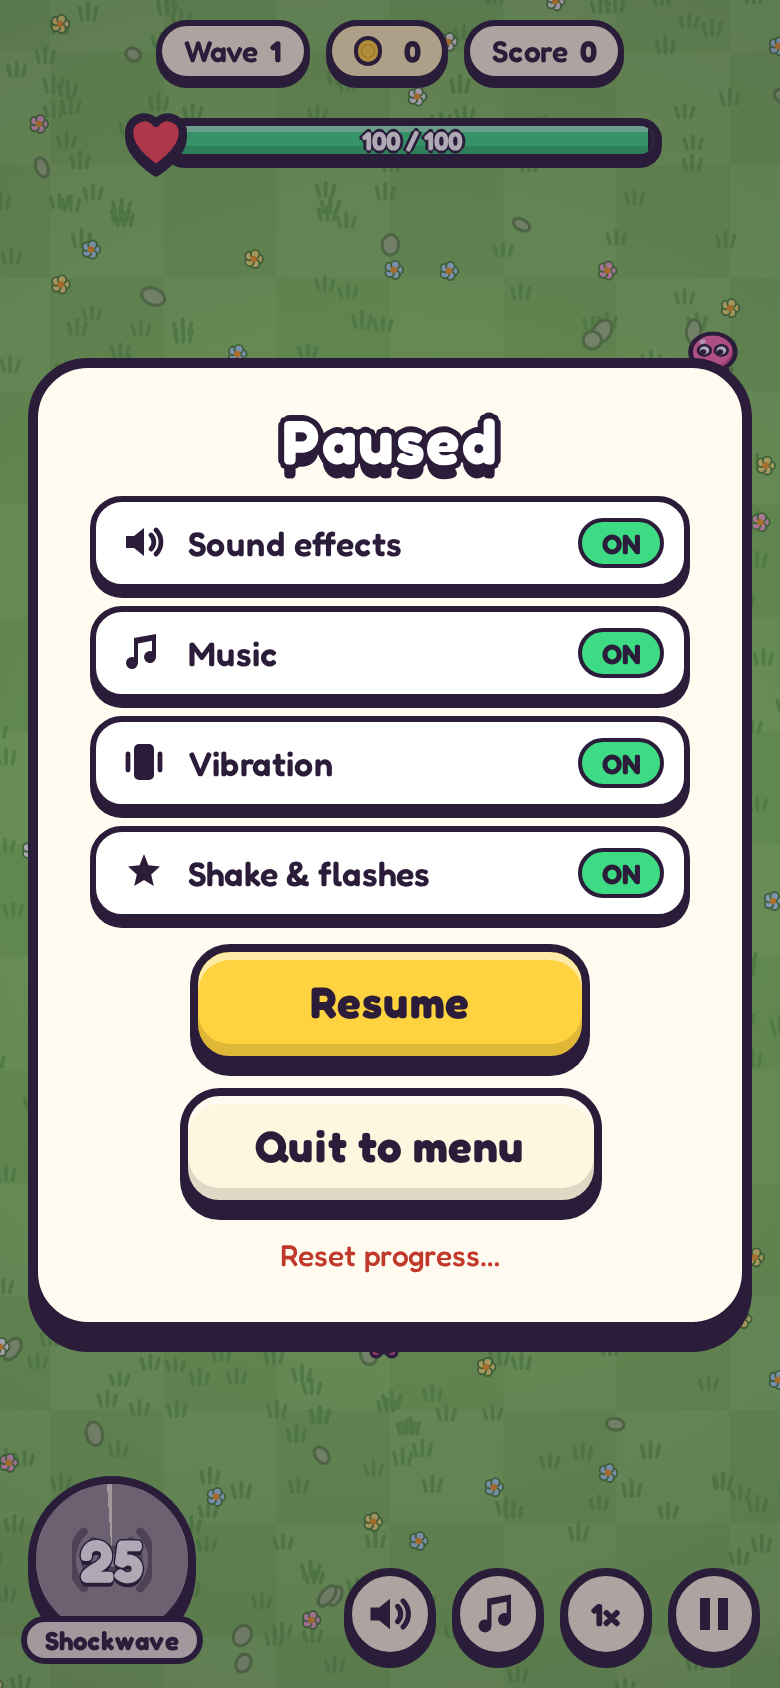 Wave 1
0
Score 0
100 / 100
Paused
Sound effects
ON
Music
ON
Vibration
ON
Shake & flashes
ON
Resume
Quit to menu
Reset progress...
25
Shockwave
1x